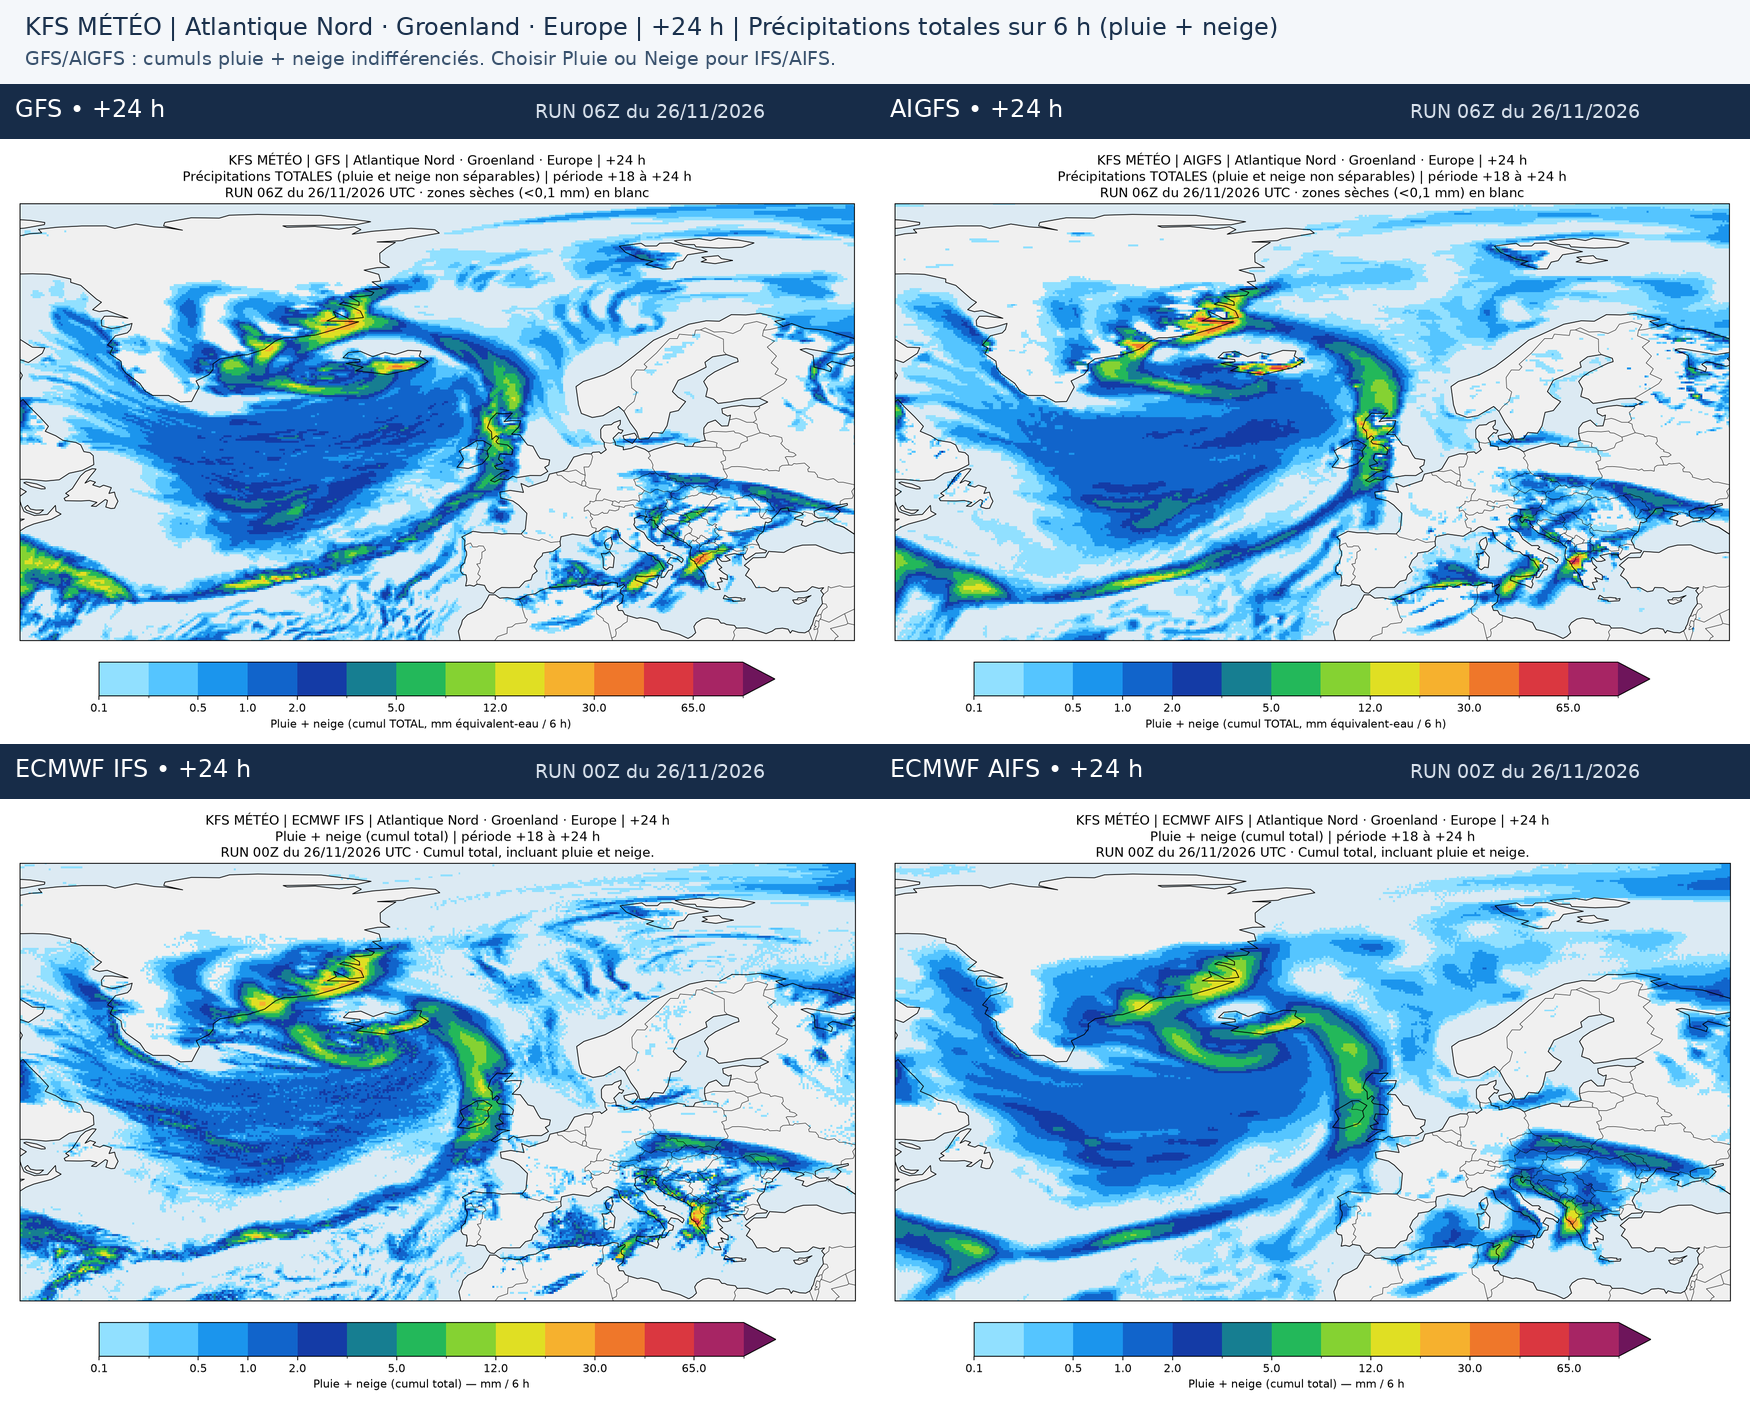 KFS MÉTÉO | Atlantique Nord · Groenland · Europe | +24 h | Précipitations totales sur 6 h (pluie + neige)
GFS/AIGFS : cumuls pluie + neige indifférenciés. Choisir Pluie ou Neige pour IFS/AIFS.
GFS • +24 h
RUN 06Z du 26/11/2026
AIGFS • +24 h
RUN 06Z du 26/11/2026
KFS MÉTÉO | GFS | Atlantique Nord · Groenland · Europe | +24 h
Précipitations TOTALES (pluie et neige non séparables) | période +18 à +24 h
RUN 06Z du 26/11/2026 UTC · zones sèches (<0,1 mm) en blanc
KFS MÉTÉO | AIGFS | Atlantique Nord · Groenland · Europe | +24 h
Précipitations TOTALES (pluie et neige non séparables) | période +18 à +24 h
RUN 06Z du 26/11/2026 UTC · zones sèches (<0,1 mm) en blanc
0.1 0.5 1.0 2.0 5.0 12.0 30.0 65.0
Pluie + neige (cumul TOTAL, mm équivalent-eau / 6 h)
0.1 0.5 1.0 2.0 5.0 12.0 30.0 65.0
Pluie + neige (cumul TOTAL, mm équivalent-eau / 6 h)
ECMWF IFS • +24 h
RUN 00Z du 26/11/2026
ECMWF AIFS • +24 h
RUN 00Z du 26/11/2026
KFS MÉTÉO | ECMWF IFS | Atlantique Nord · Groenland · Europe | +24 h
Pluie + neige (cumul total) | période +18 à +24 h
RUN 00Z du 26/11/2026 UTC · Cumul total, incluant pluie et neige.
KFS MÉTÉO | ECMWF AIFS | Atlantique Nord · Groenland · Europe | +24 h
Pluie + neige (cumul total) | période +18 à +24 h
RUN 00Z du 26/11/2026 UTC · Cumul total, incluant pluie et neige.
0.1 0.5 1.0 2.0 5.0 12.0 30.0 65.0
Pluie + neige (cumul total) — mm / 6 h
0.1 0.5 1.0 2.0 5.0 12.0 30.0 65.0
Pluie + neige (cumul total) — mm / 6 h